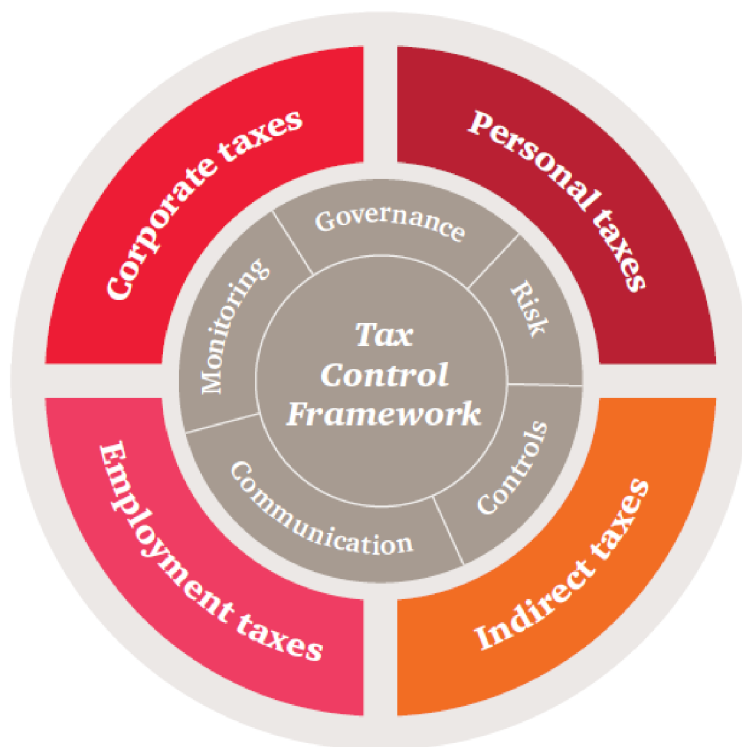 Corporate taxes
Personal taxes
Governance
Monitoring
Risk
Tax
Control
Framework
Controls
Communication
Employment taxes
Indirect taxes